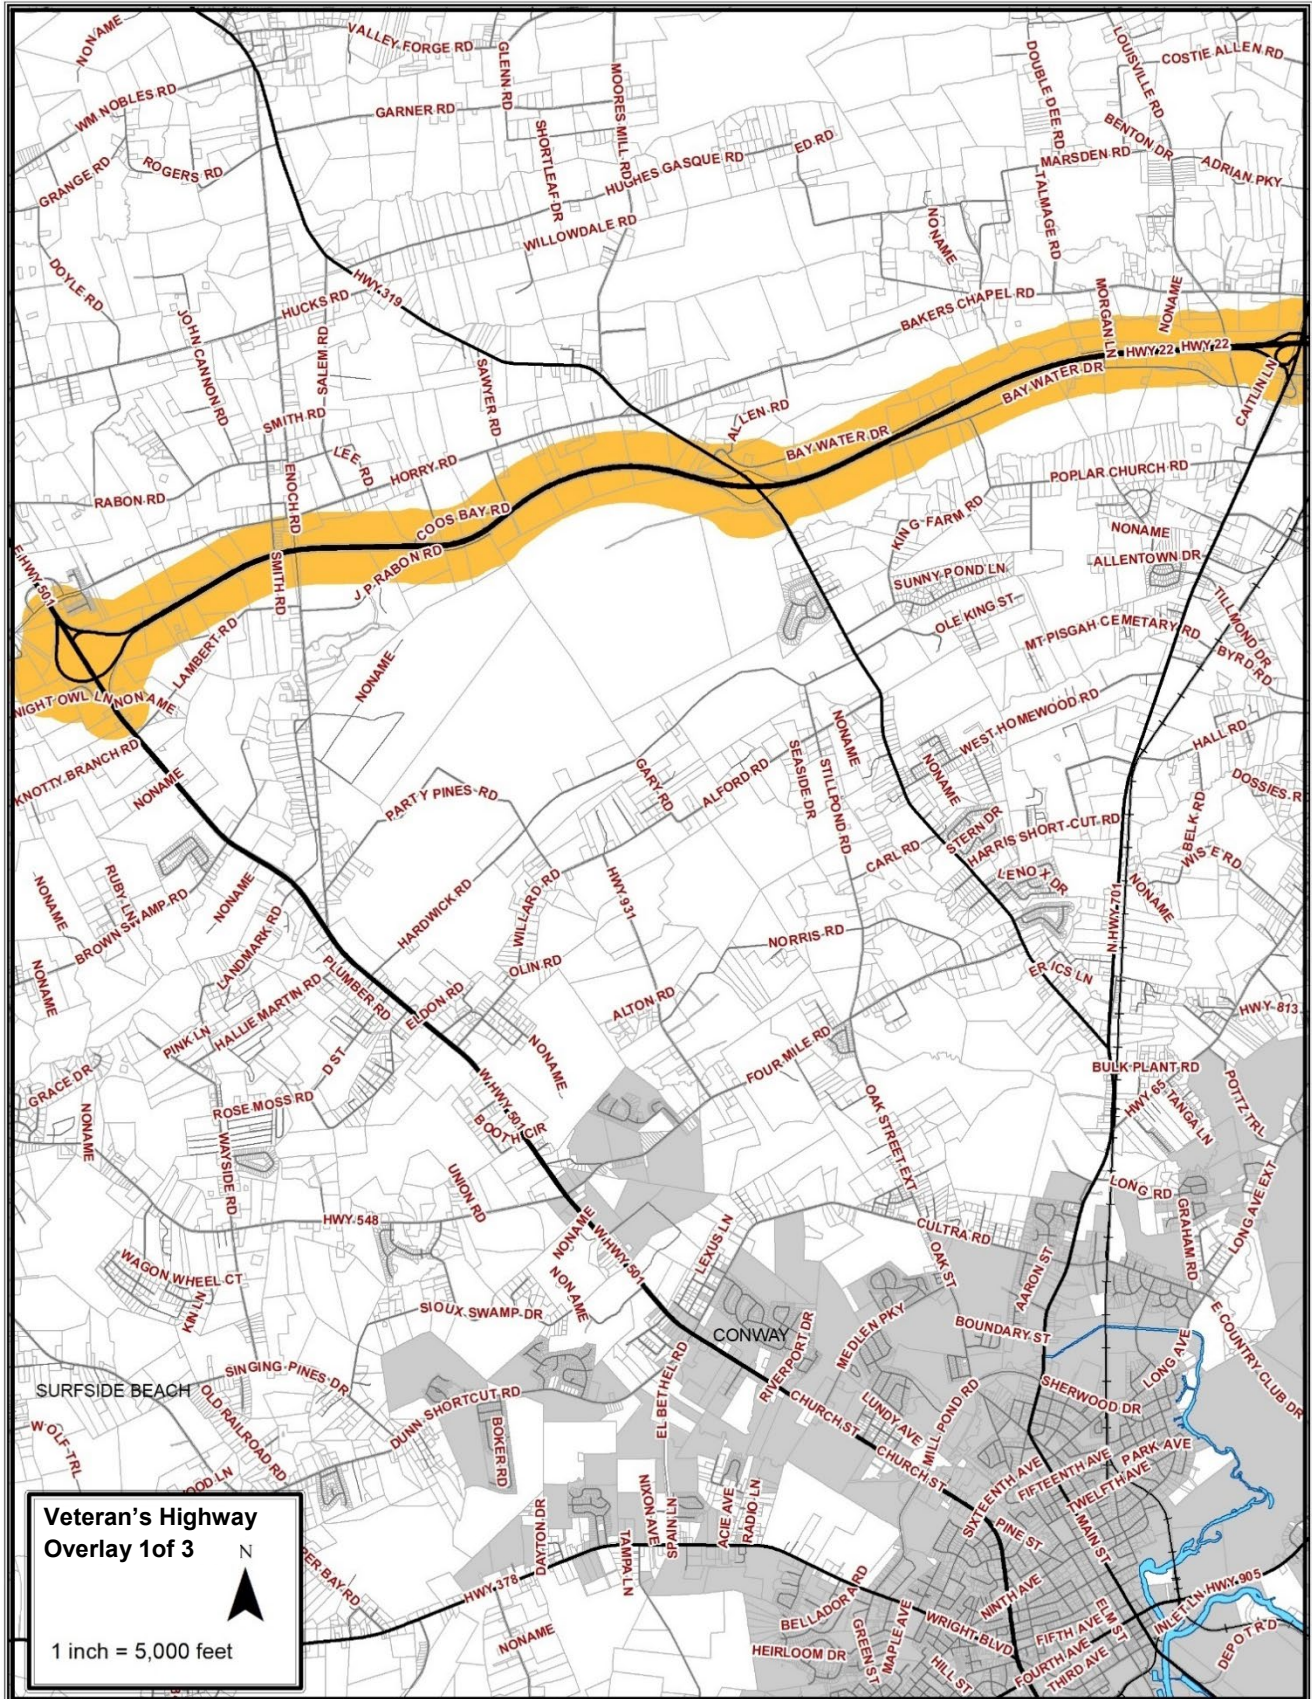 NONAME
VALLEY FORGE RD
GLENN RD
MOORES MILL RD
DOUBLE DEE RD
LOUISVILLE RD
COSTIE ALLEN RD
WM NOBLES RD
GARNER RD
SHORTLEAF DR
HUGHES GASQUE RD
ED RD
BENTON DR
MARSDEN RD
ADRIAN PKY
GRANGE RD
ROGERS RD
TALMAGE RD
WILLOWDALE RD
NONAME
DOYLE RD
HWY 319
HUCKS RD
JOHN CANNON RD
SALEM RD
BAKERS CHAPEL RD
MORGAN LN
NONAME
HWY 22
HWY 22
BAY WATER DR
CAITLIN LN
SAWYER RD
SMITH RD
ALLEN RD
BAY WATER DR
LEE RD
HORRY RD
POPLAR CHURCH RD
RABON RD
ENOCH RD
COOS BAY RD
KING FARM RD
NONAME
E HWY 501
SMITH RD
J P RABON RD
ALLENTOWN DR
SUNNY POND LN
OLE KING ST
TILLMOND DR
LAMBERT RD
MT PISGAH CEMETARY RD
BYRD RD
NONAME
NIGHT OWL LN
NONAME
WEST HOMEWOOD RD
HALL RD
KNOTTY BRANCH RD
NONAME
GARY RD
ALFORD RD
SEASIDE DR
STILLPOND RD
NONAME
NONAME
DOSSIES R
PARTY PINES RD
STERN DR
HARRIS SHORT CUT RD
BELK RD
WISE RD
CARL RD
LENOX DR
NONAME
RUBY LN
BROWN SWAMP RD
NONAME
NONAME
HARDWICK RD
WILLARD RD
HWY 931
N HWY 701
LANDMARK RD
NORRIS RD
NONAME
PLUMBER RD
OLIN RD
ERICS LN
HALLIE MARTIN RD
ELDON RD
ALTON RD
HWY 813
PINK LN
D ST
NONAME
FOUR MILE RD
BULK PLANT RD
GRACE DR
W HWY 501
HWY 65
TANGA LN
POTTZ TRL
ROSE MOSS RD
BOOTH CIR
OAK STREET EXT
NONAME
WAYSIDE RD
UNION RD
LONG RD
GRAHAM RD
LONG AVE EXT
HWY 548
NONAME
W HWY 501
LEXUS LN
CULTRA RD
OAK ST
AARON ST
WAGON WHEEL CT
KIN LN
NONAME
SIOUX SWAMP DR
CONWAY
RIVERPORT DR
MEDLEN PKY
BOUNDARY ST
E COUNTRY CLUB DR
LONG AVE
EL BETHEL RD
SINGING PINES DR
SURFSIDE BEACH
OLD RAILROAD RD
DUNN SHORTCUT RD
BOKER RD
CHURCH ST
LUNDY AVE
MILL POND RD
SHERWOOD DR
WOLF TRL
CHURCH ST
PARK AVE
FIFTEENTH AVE
SIXTEENTH AVE
TWELFTH AVE
OOD LN
DAYTON DR
TAMPA LN
NIXON AVE
SPAIN LN
ACIE AVE
RADIO LN
PINE ST
MAIN ST
Veteran's Highway
Overlay 1of 3
N
1 inch = 5,000 feet
PER BAY RD
HWY 378
NONAME
BELLADORA RD
NINTH AVE
ELM ST
INLET LN
HWY 905
HEIRLOOM DR
GREEN ST
MAPLE AVE
WRIGHT BLVD
FIFTH AVE
FOURTH AVE
THIRD AVE
DEPOT RD
HILL ST